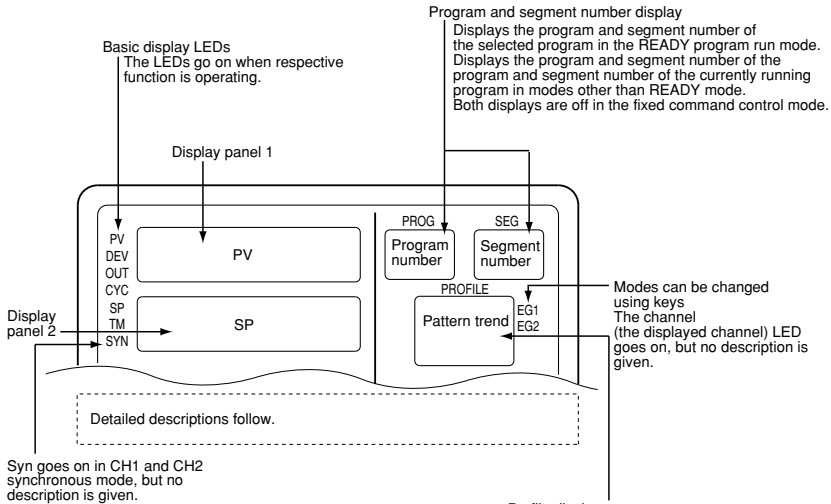 Program and segment number display
Displays the program and segment number of
the selected program in the READY program run mode.
Displays the program and segment number of the
program and segment number of the currently running
program in modes other than READY mode.
Both displays are off in the fixed command control mode.
Basic display LEDs
The LEDs go on when respective
function is operating.
Display panel 1
PROG
SEG
PV
DEV
OUT
CYC
SP
TM
SYN
PV
SP
Program
number
Segment
number
PROFILE
Pattern trend
EG1
EG2
Modes can be changed
using keys
The channel
(the displayed channel) LED
goes on, but no description is
given.
Display
panel 2
Detailed descriptions follow.
Syn goes on in CH1 and CH2
synchronous mode, but no
description is given.